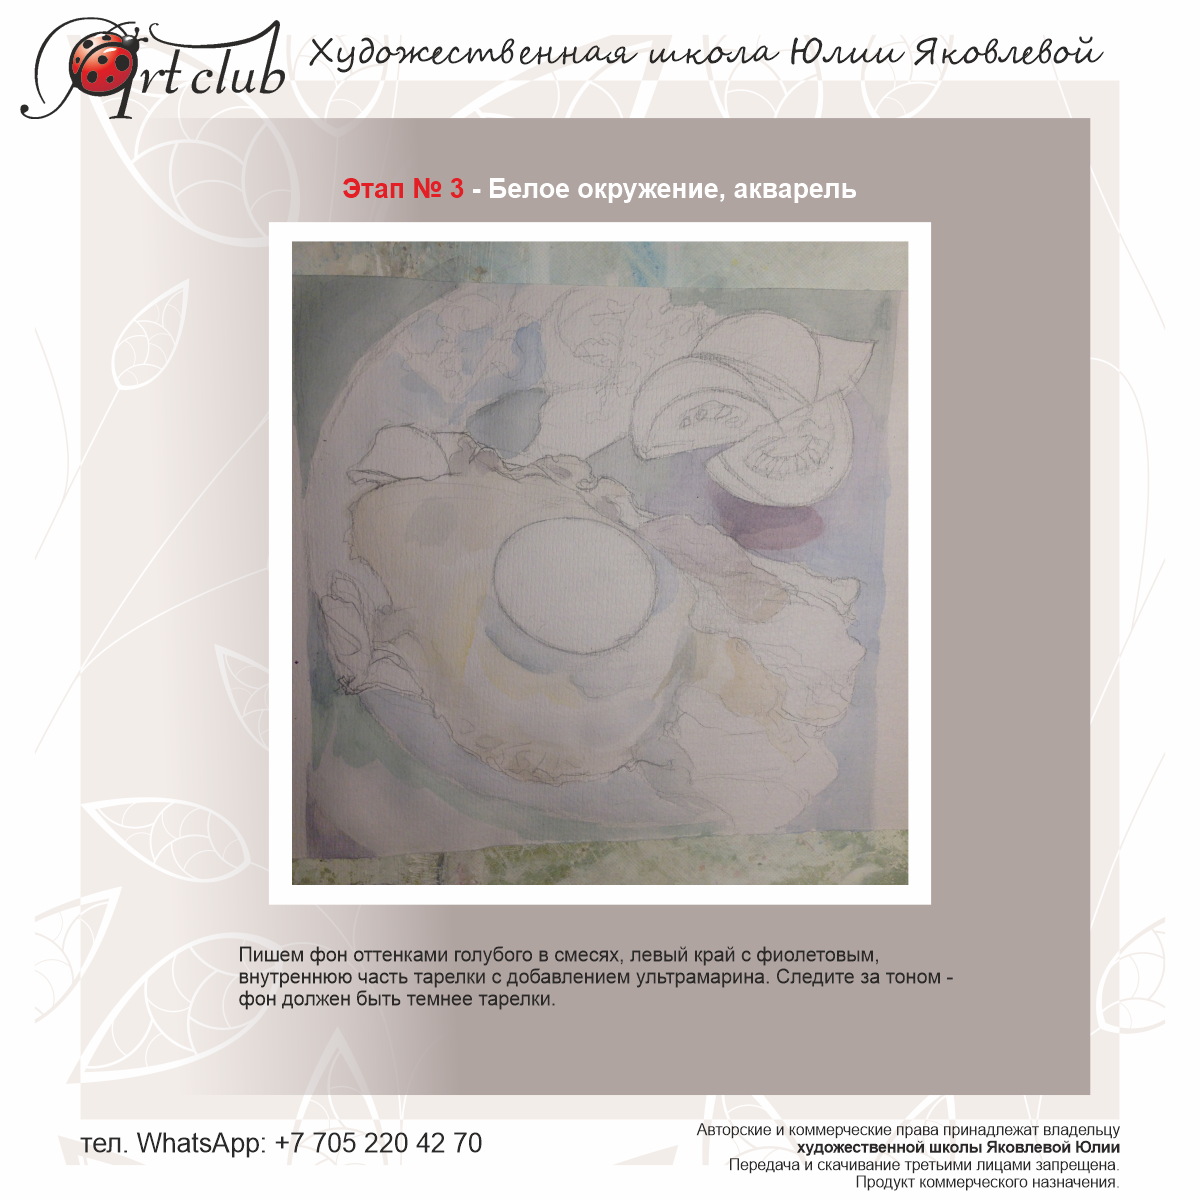 Art club
Художественная школа Юлии Яковлевой
Этап № 3 - Белое окружение, акварель
Пишем фон оттенками голубого в смесях, левый край с фиолетовым,
внутреннюю часть тарелки с добавлением ультрамарина. Следите за тоном -
фон должен быть темнее тарелки.
тел. WhatsApp: +7 705 220 42 70
Авторские и коммерческие права принадлежат владельцу
художественной школы Яковлевой Юлии
Передача и скачивание третьими лицами запрещена.
Продукт коммерческого назначения.